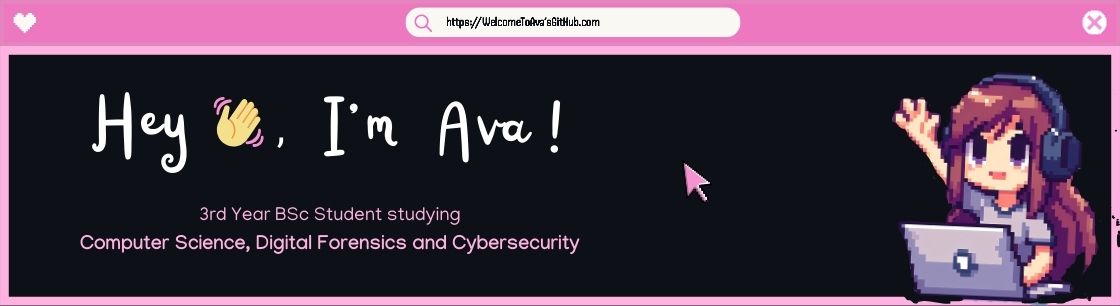 https://WelcomeToAva'sGitHub.com
Hey 👋, I'm Ava!
3rd Year BSc Student studying
Computer Science, Digital Forensics and Cybersecurity